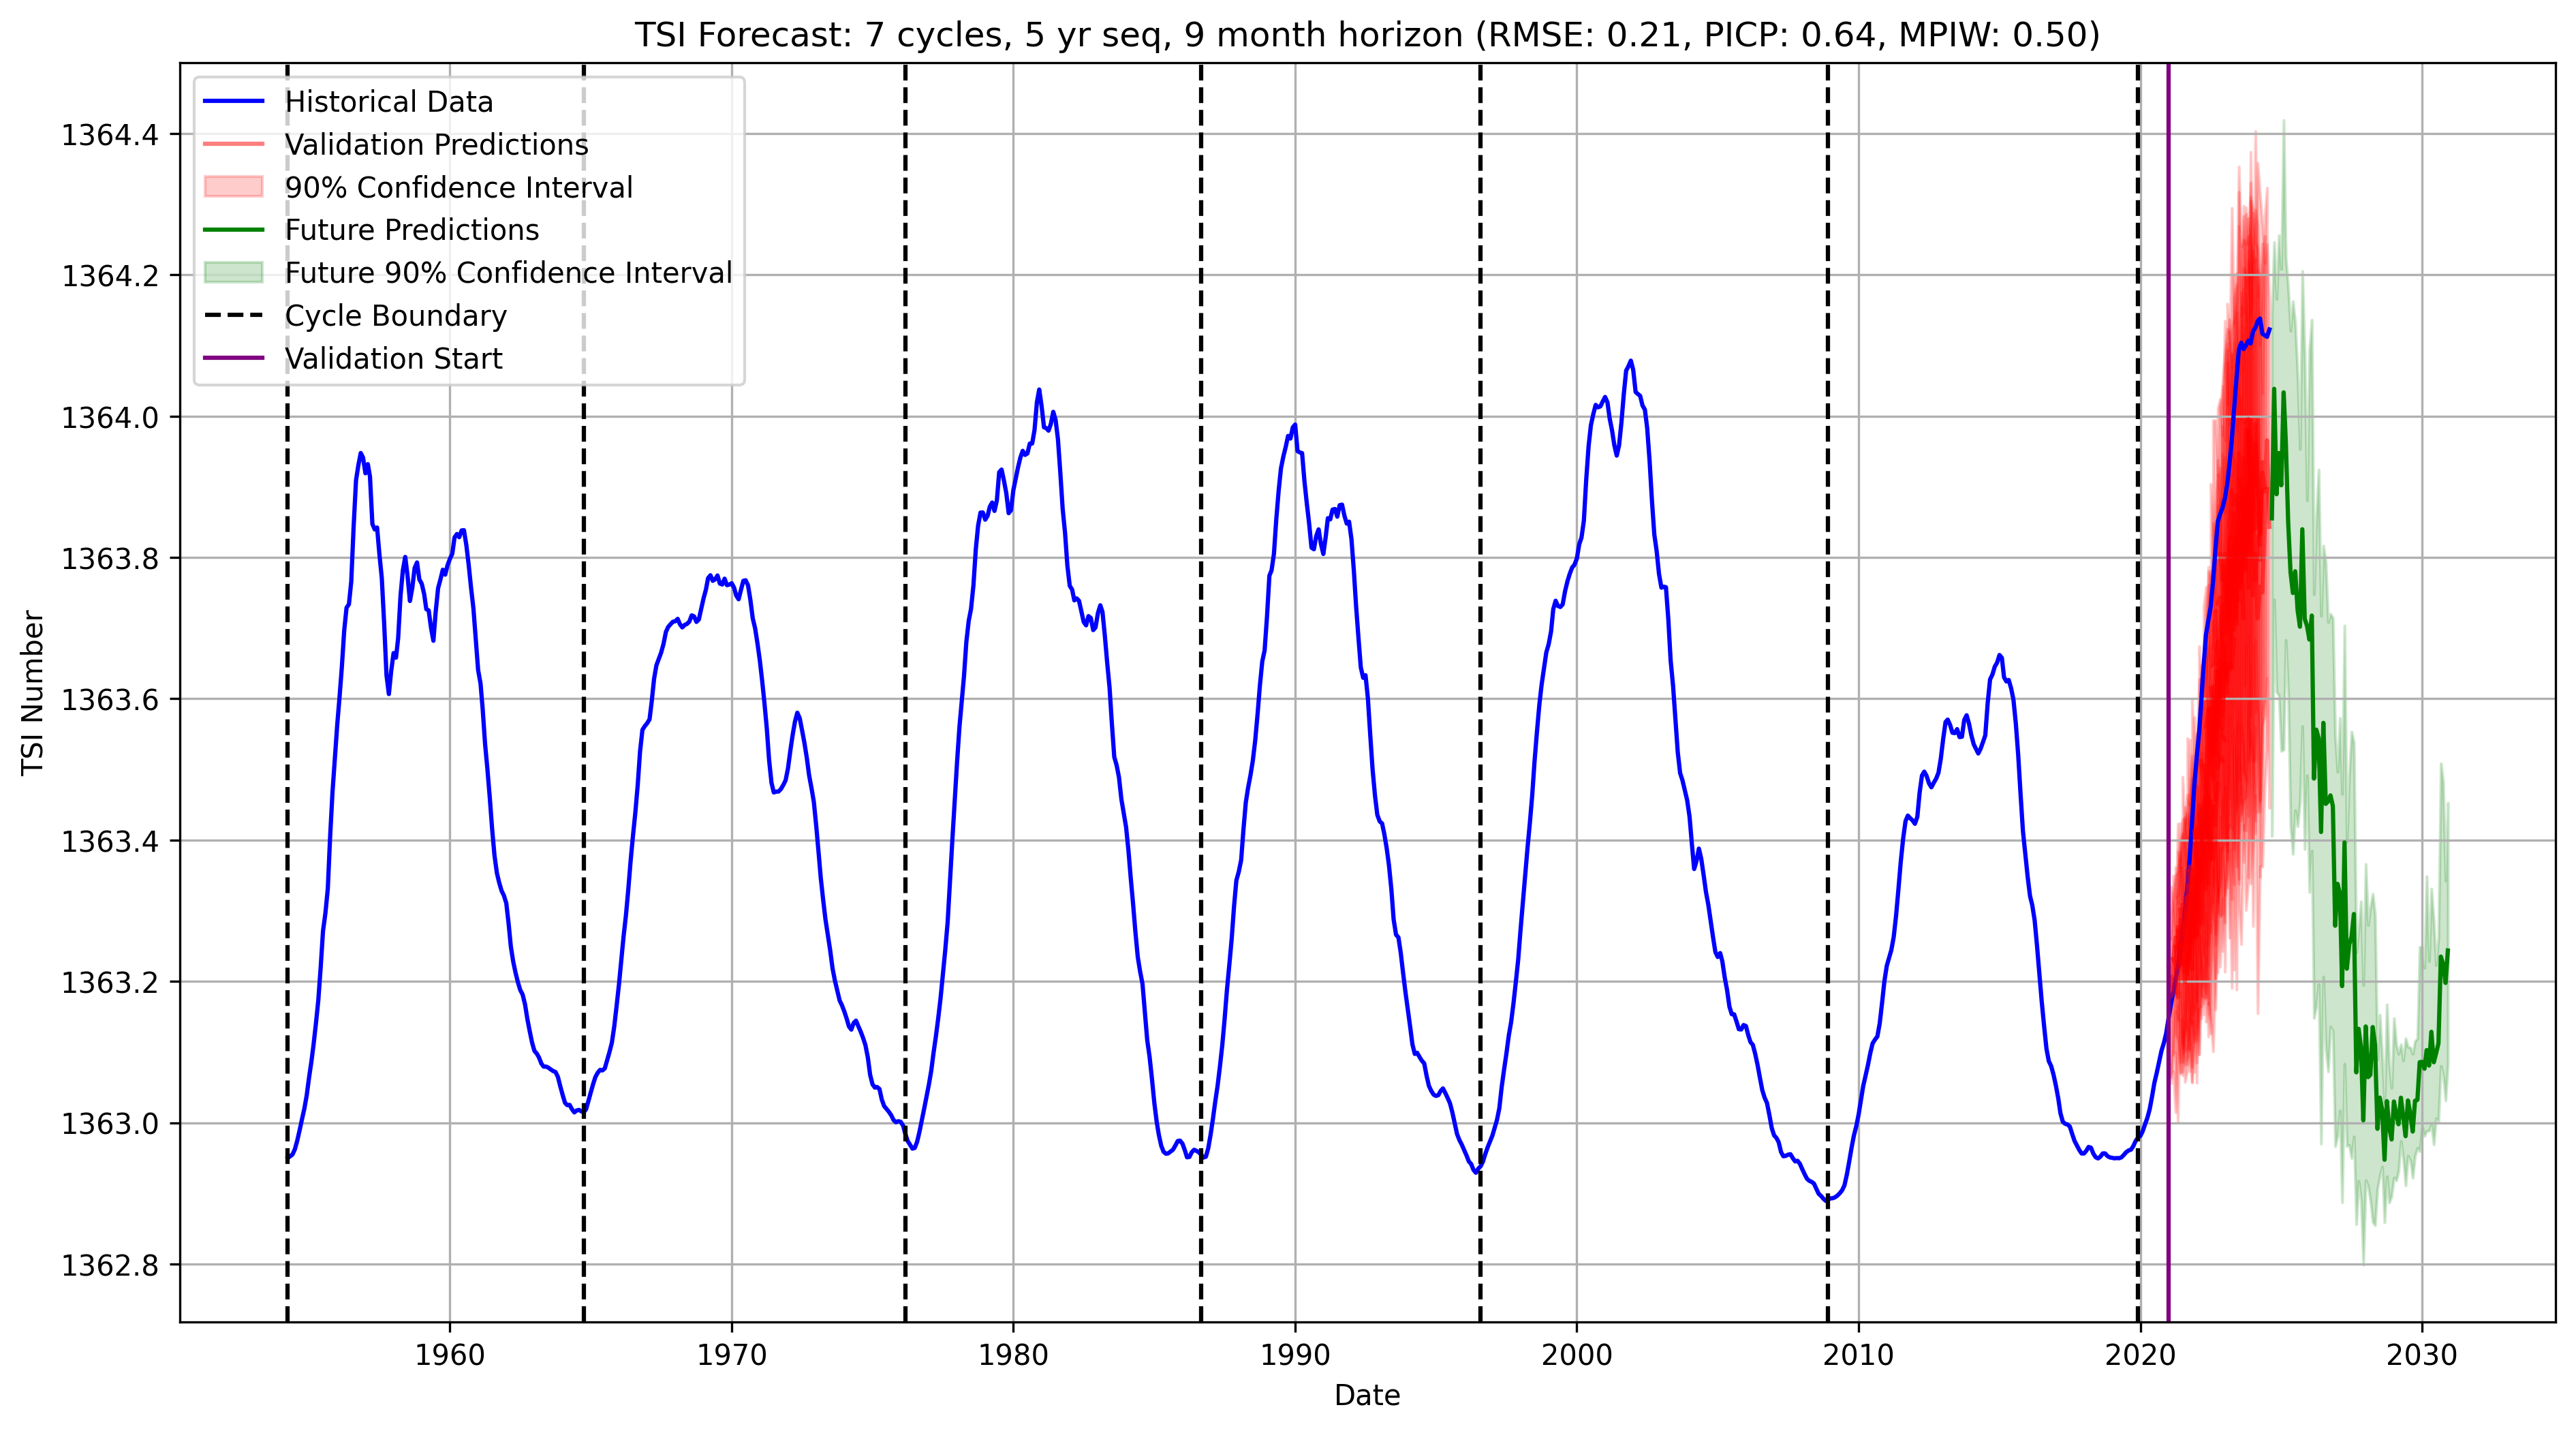 TSI Forecast: 7 cycles, 5 yr seq, 9 month horizon (RMSE: 0.21, PICP: 0.64, MPIW: 0.50)
Historical Data
Validation Predictions
90% Confidence Interval
Future Predictions
Future 90% Confidence Interval
Cycle Boundary
Validation Start
TSI Number
1364.4
1364.2
1364.0
1363.8
1363.6
1363.4
1363.2
1363.0
1362.8
1960
1970
1980
1990
2000
2010
2020
2030
Date